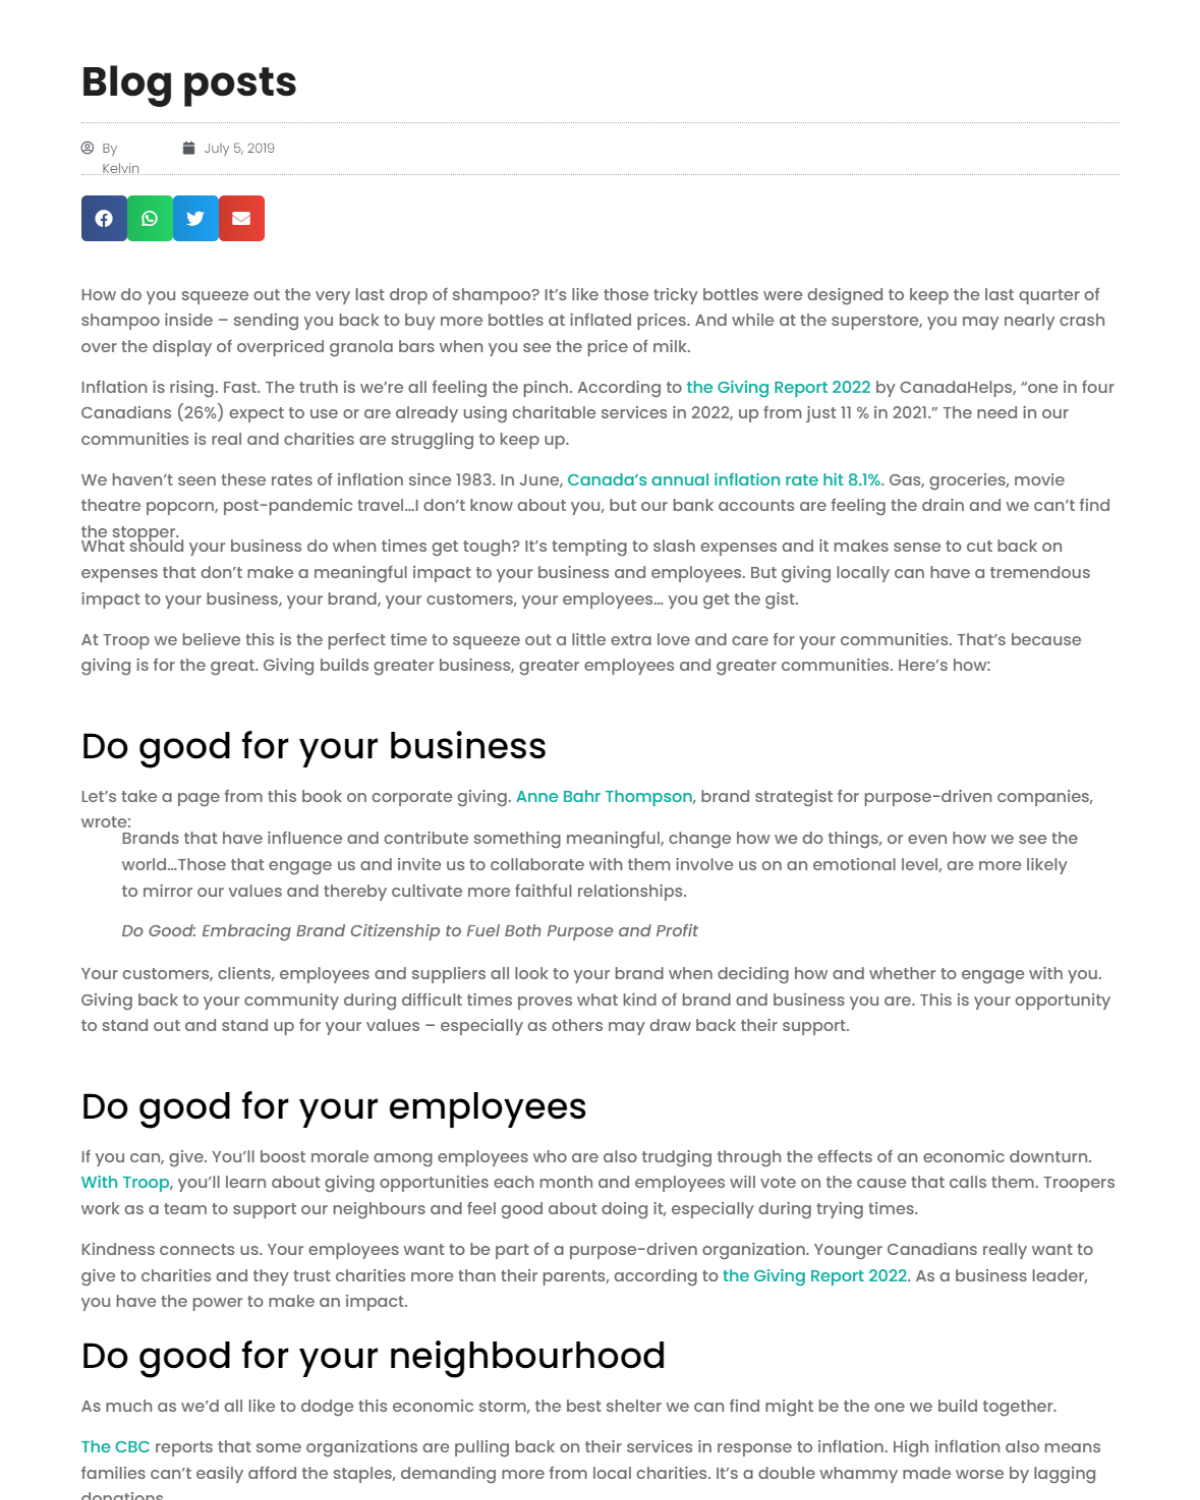 Blog posts
By
Kelvin
July 5, 2019
How do you squeeze out the very last drop of shampoo? It’s like those tricky bottles were designed to keep the last quarter of
shampoo inside – sending you back to buy more bottles at inflated prices. And while at the superstore, you may nearly crash
over the display of overpriced granola bars when you see the price of milk.
Inflation is rising. Fast. The truth is we’re all feeling the pinch. According to the Giving Report 2022 by CanadaHelps, “one in four
Canadians (26%) expect to use or are already using charitable services in 2022, up from just 11 % in 2021.” The need in our
communities is real and charities are struggling to keep up.
We haven’t seen these rates of inflation since 1983. In June, Canada’s annual inflation rate hit 8.1%. Gas, groceries, movie
theatre popcorn, post-pandemic travel…I don’t know about you, but our bank accounts are feeling the drain and we can’t find
the stopper.
What should your business do when times get tough? It’s tempting to slash expenses and it makes sense to cut back on
expenses that don’t make a meaningful impact to your business and employees. But giving locally can have a tremendous
impact to your business, your brand, your customers, your employees… you get the gist.
At Troop we believe this is the perfect time to squeeze out a little extra love and care for your communities. That’s because
giving is for the great. Giving builds greater business, greater employees and greater communities. Here’s how:
Do good for your business
Let’s take a page from this book on corporate giving. Anne Bahr Thompson, brand strategist for purpose-driven companies,
wrote:
Brands that have influence and contribute something meaningful, change how we do things, or even how we see the
world…Those that engage us and invite us to collaborate with them involve us on an emotional level, are more likely
to mirror our values and thereby cultivate more faithful relationships.
Do Good: Embracing Brand Citizenship to Fuel Both Purpose and Profit
Your customers, clients, employees and suppliers all look to your brand when deciding how and whether to engage with you.
Giving back to your community during difficult times proves what kind of brand and business you are. This is your opportunity
to stand out and stand up for your values – especially as others may draw back their support.
Do good for your employees
If you can, give. You’ll boost morale among employees who are also trudging through the effects of an economic downturn.
With Troop, you’ll learn about giving opportunities each month and employees will vote on the cause that calls them. Troopers
work as a team to support our neighbours and feel good about doing it, especially during trying times.
Kindness connects us. Your employees want to be part of a purpose-driven organization. Younger Canadians really want to
give to charities and they trust charities more than their parents, according to the Giving Report 2022. As a business leader,
you have the power to make an impact.
Do good for your neighbourhood
As much as we’d all like to dodge this economic storm, the best shelter we can find might be the one we build together.
The CBC reports that some organizations are pulling back on their services in response to inflation. High inflation also means
families can’t easily afford the staples, demanding more from local charities. It’s a double whammy made worse by lagging
donations.